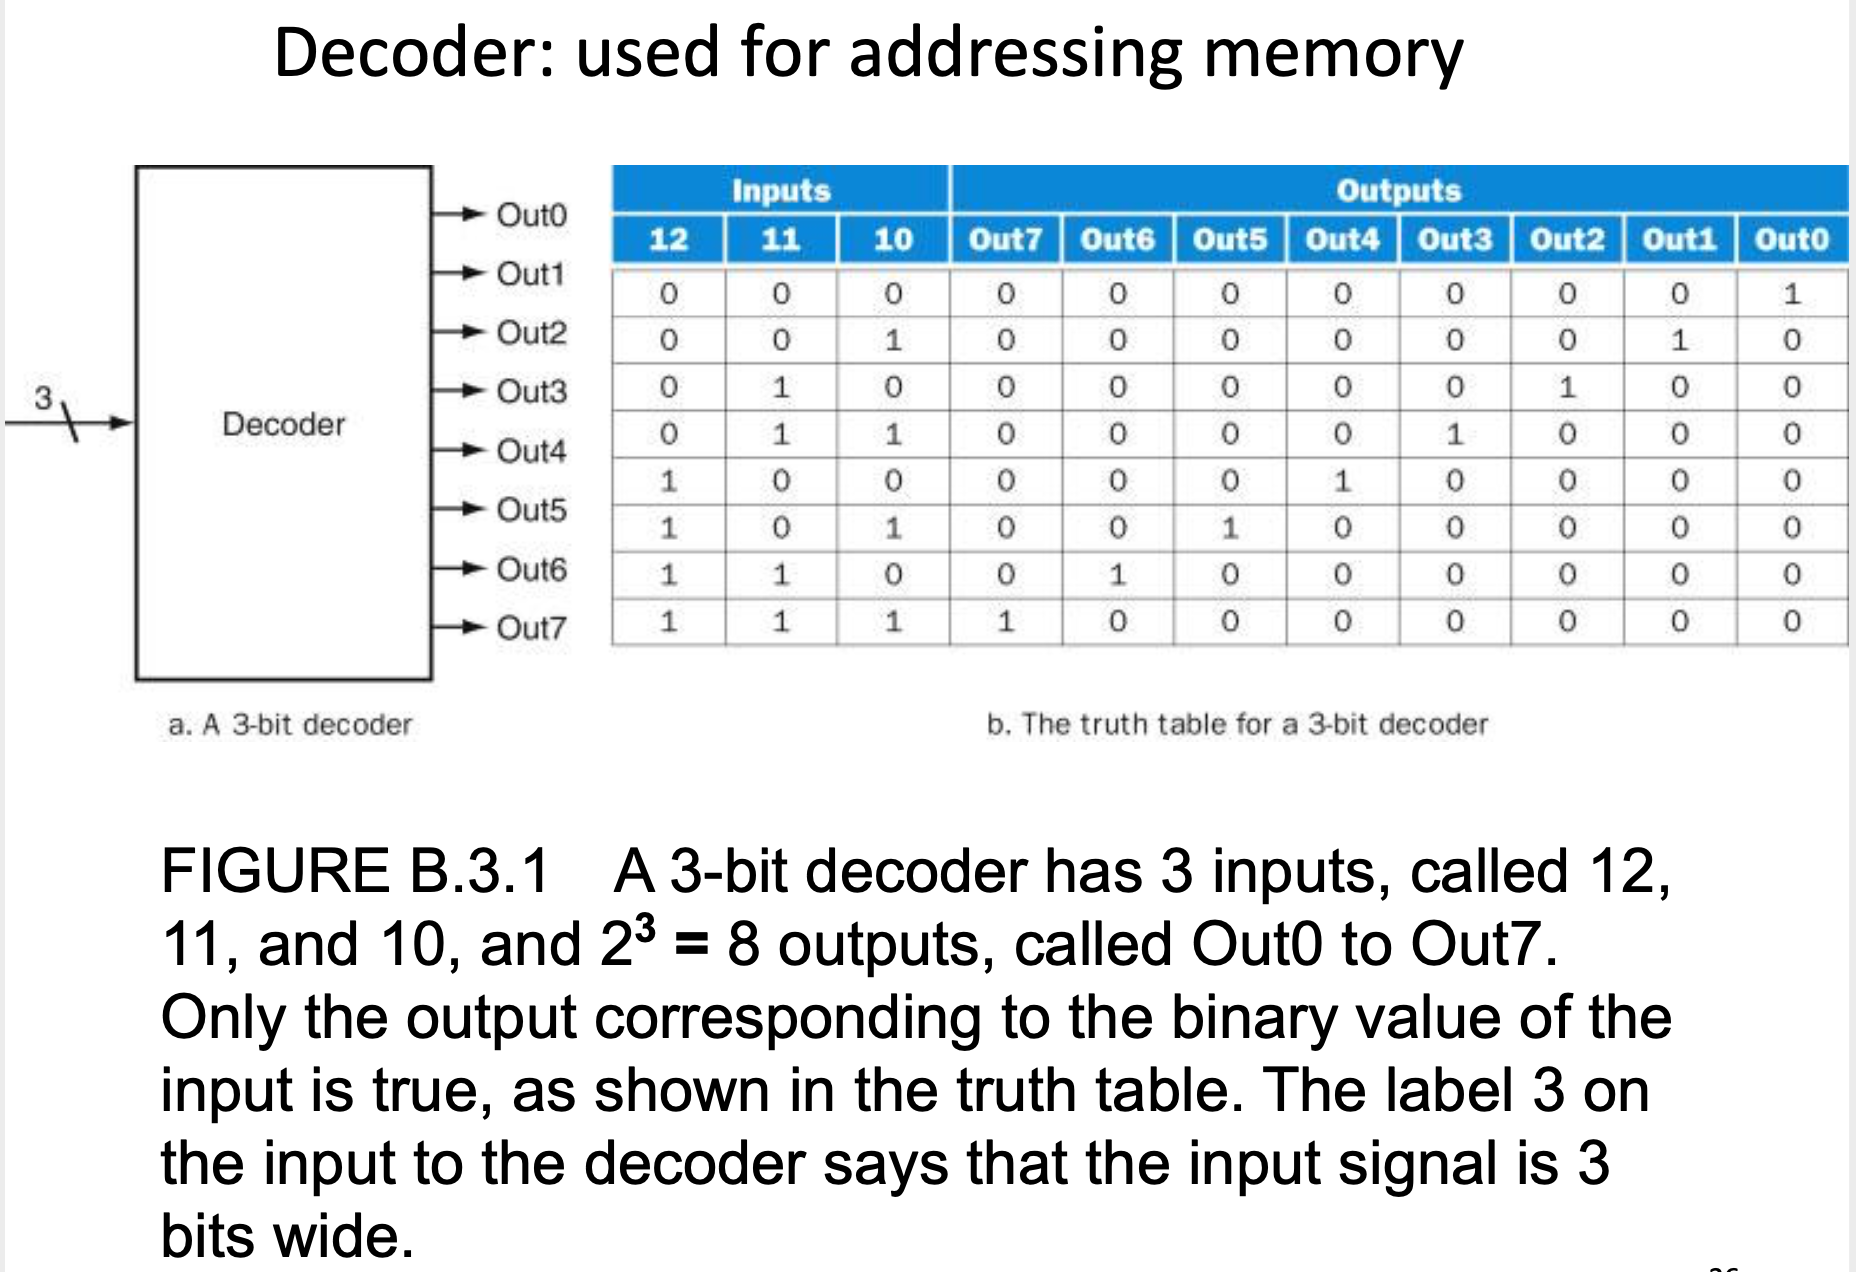 Decoder: used for addressing memory
3
Decoder
Out0
Out1
Out2
Out3
Out4
Out5
Out6
Out7
a. A 3-bit decoder
Inputs Outputs
12 11 10 Out7 Out6 Out5 Out4 Out3 Out2 Out1 Out0
0 0 0 0 0 0 0 0 0 0 1
0 0 1 0 0 0 0 0 0 1 0
0 1 0 0 0 0 0 0 1 0 0
0 1 1 0 0 0 0 1 0 0 0
1 0 0 0 0 0 1 0 0 0 0
1 0 1 0 0 1 0 0 0 0 0
1 1 0 0 1 0 0 0 0 0 0
1 1 1 1 0 0 0 0 0 0 0
b. The truth table for a 3-bit decoder
FIGURE B.3.1 A 3-bit decoder has 3 inputs, called 12,
11, and 10, and 2³ = 8 outputs, called Out0 to Out7.
Only the output corresponding to the binary value of the
input is true, as shown in the truth table. The label 3 on
the input to the decoder says that the input signal is 3
bits wide.